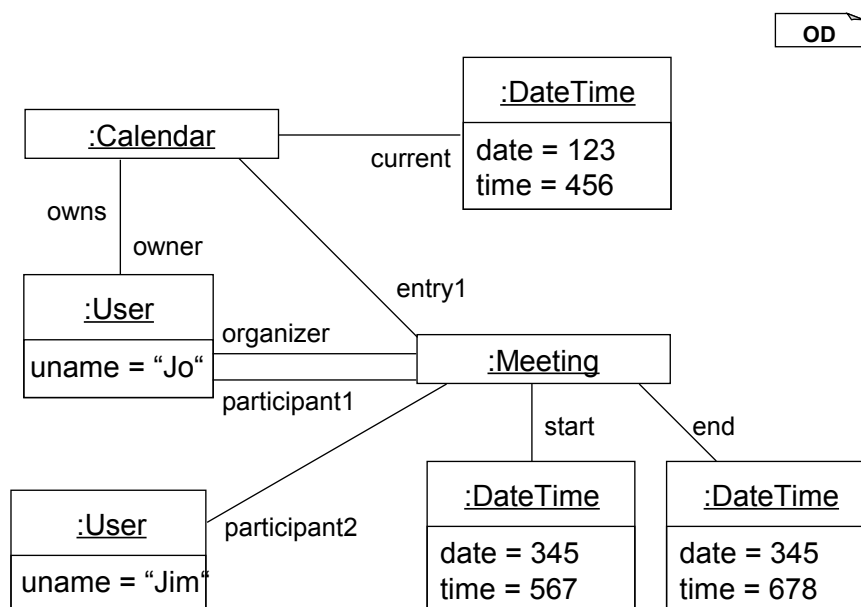 OD
:DateTime
date = 123
time = 456
:Calendar
current
owns
owner
entry1
:User
uname = “Jo“
organizer
participant1
:Meeting
start
end
:User
uname = “Jim“
participant2
:DateTime
date = 345
time = 567
:DateTime
date = 345
time = 678